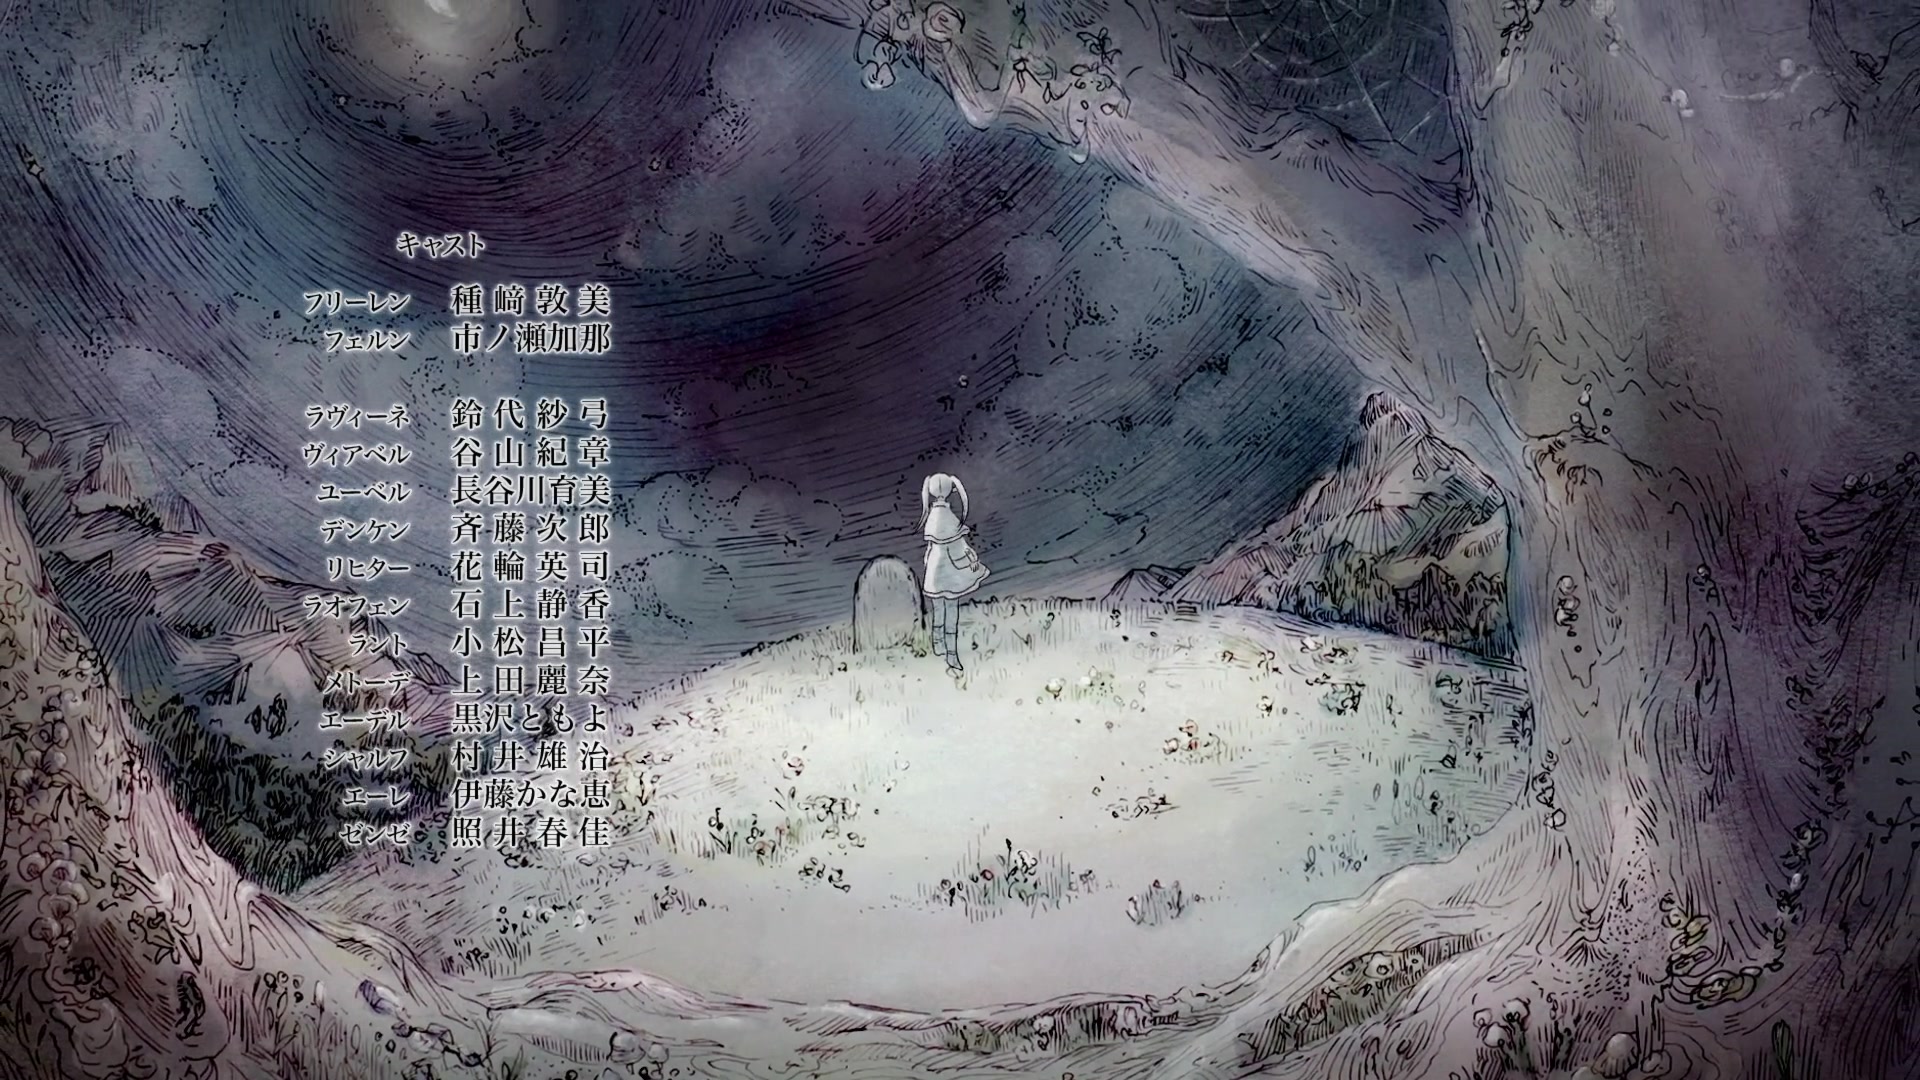 キャスト
フリーレン 種﨑敦美
フェルン 市ノ瀬加那
ラヴィーネ 鈴代紗弓
ヴィアベル 谷山紀章
ユーベル 長谷川育美
デンケン 斉藤次郎
リヒター 花輪英司
ラオフェン 石上静香
ラント 小松昌平
メトーデ 上田麗奈
エーデル 黒沢ともよ
シャルフ 村井雄治
エーレ 伊藤かな恵
ゼンゼ 照井春佳